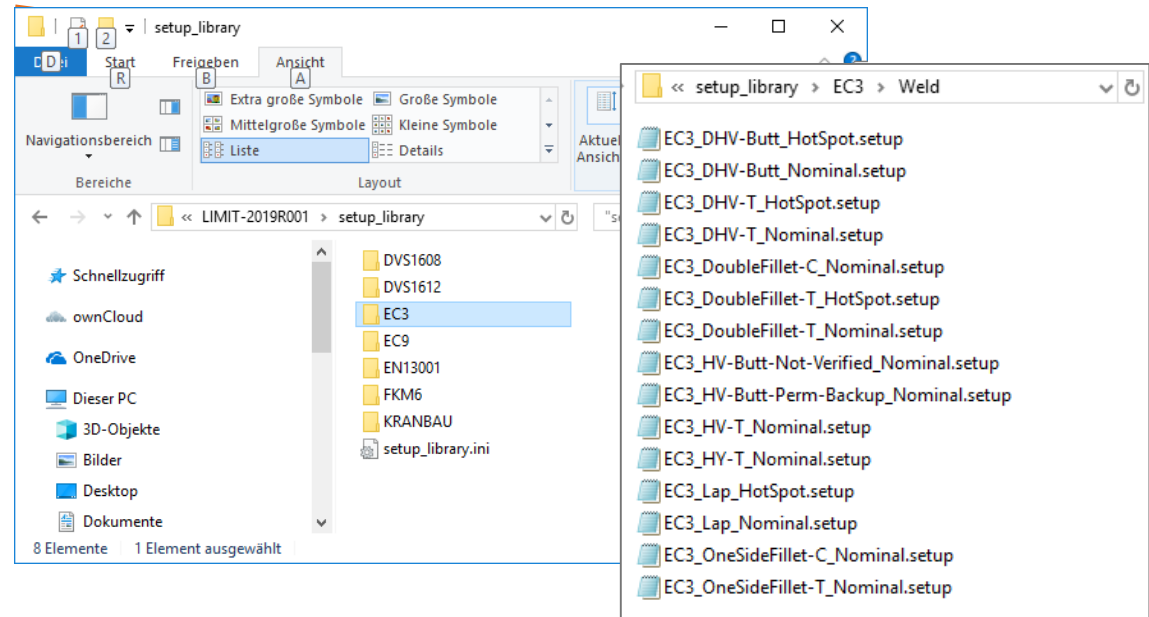 setup_library
1
2
D
Start
Freigeben
Ansicht
R
B
A
Navigationsbereich
Extra große Symbole
Große Symbole
Mittelgroße Symbole
Kleine Symbole
Liste
Details
Bereiche
Layout
« LIMIT-2019R001 › setup_library
Schnellzugriff
ownCloud
OneDrive
Dieser PC
3D-Objekte
Bilder
Desktop
Dokumente
DVS1608
DVS1612
EC3
EC9
EN13001
FKM6
KRANBAU
setup_library.ini
8 Elemente
1 Element ausgewählt
« setup_library › EC3 › Weld
EC3_DHV-Butt_HotSpot.setup
EC3_DHV-Butt_Nominal.setup
EC3_DHV-T_HotSpot.setup
EC3_DHV-T_Nominal.setup
EC3_DoubleFillet-C_Nominal.setup
EC3_DoubleFillet-T_HotSpot.setup
EC3_DoubleFillet-T_Nominal.setup
EC3_HV-Butt-Not-Verified_Nominal.setup
EC3_HV-Butt-Perm-Backup_Nominal.setup
EC3_HV-T_Nominal.setup
EC3_HY-T_Nominal.setup
EC3_Lap_HotSpot.setup
EC3_Lap_Nominal.setup
EC3_OneSideFillet-C_Nominal.setup
EC3_OneSideFillet-T_Nominal.setup